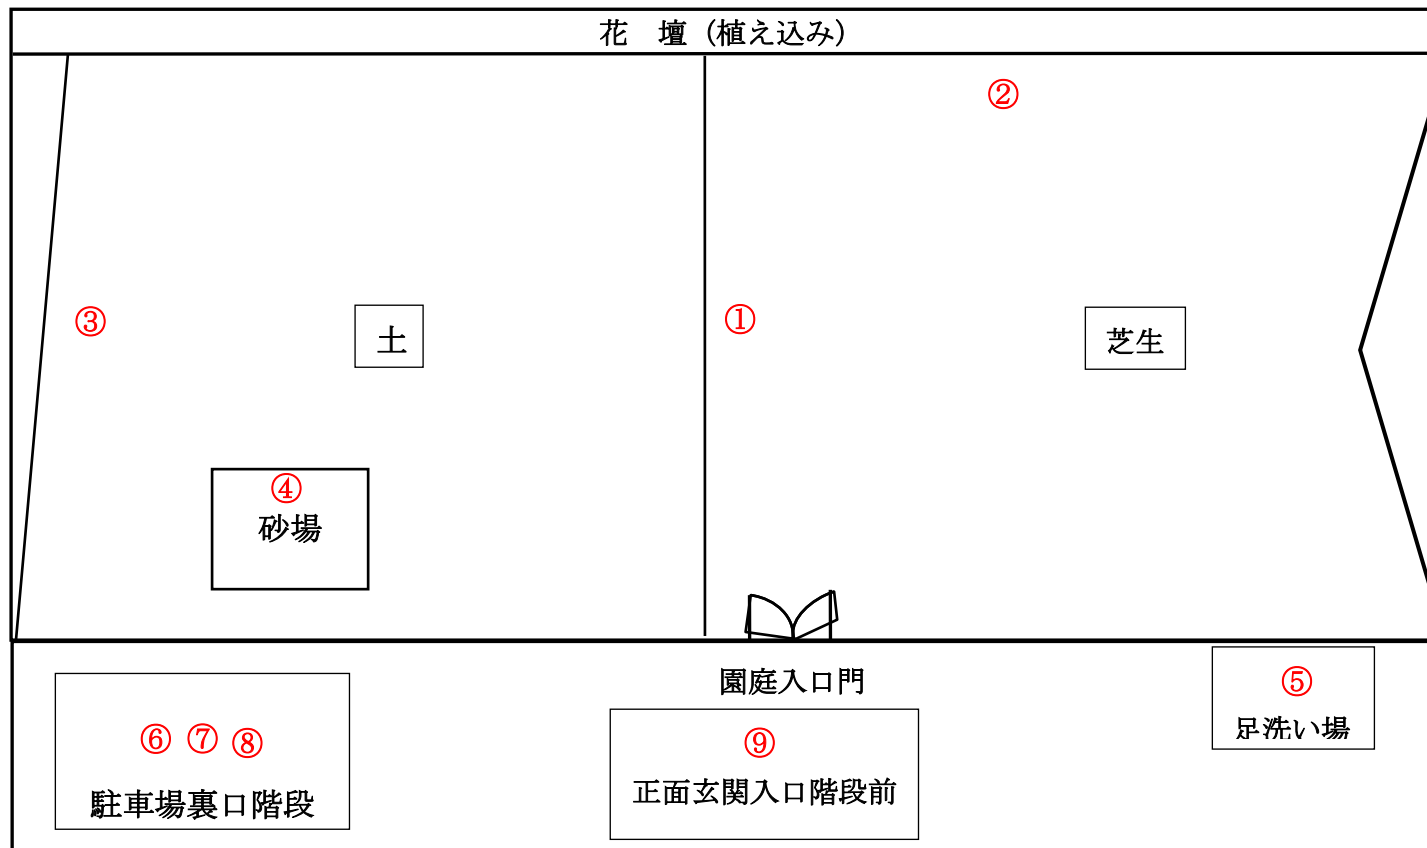 花　壇（植え込み）
②
③
土
①
芝生
④
砂場
園庭入口門
⑤
足洗い場
⑥ ⑦ ⑧
駐車場裏口階段
⑨
正面玄関入口階段前